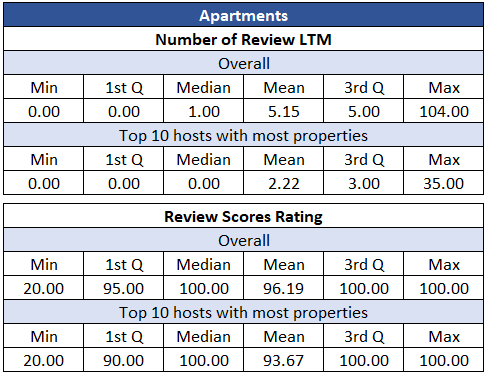 Apartments
Number of Review LTM
Overall
Min 1st Q Median Mean 3rd Q Max
0.00 0.00 1.00 5.15 5.00 104.00
Top 10 hosts with most properties
Min 1st Q Median Mean 3rd Q Max
0.00 0.00 0.00 2.22 3.00 35.00
Review Scores Rating
Overall
Min 1st Q Median Mean 3rd Q Max
20.00 95.00 100.00 96.19 100.00 100.00
Top 10 hosts with most properties
Min 1st Q Median Mean 3rd Q Max
20.00 90.00 100.00 93.67 100.00 100.00